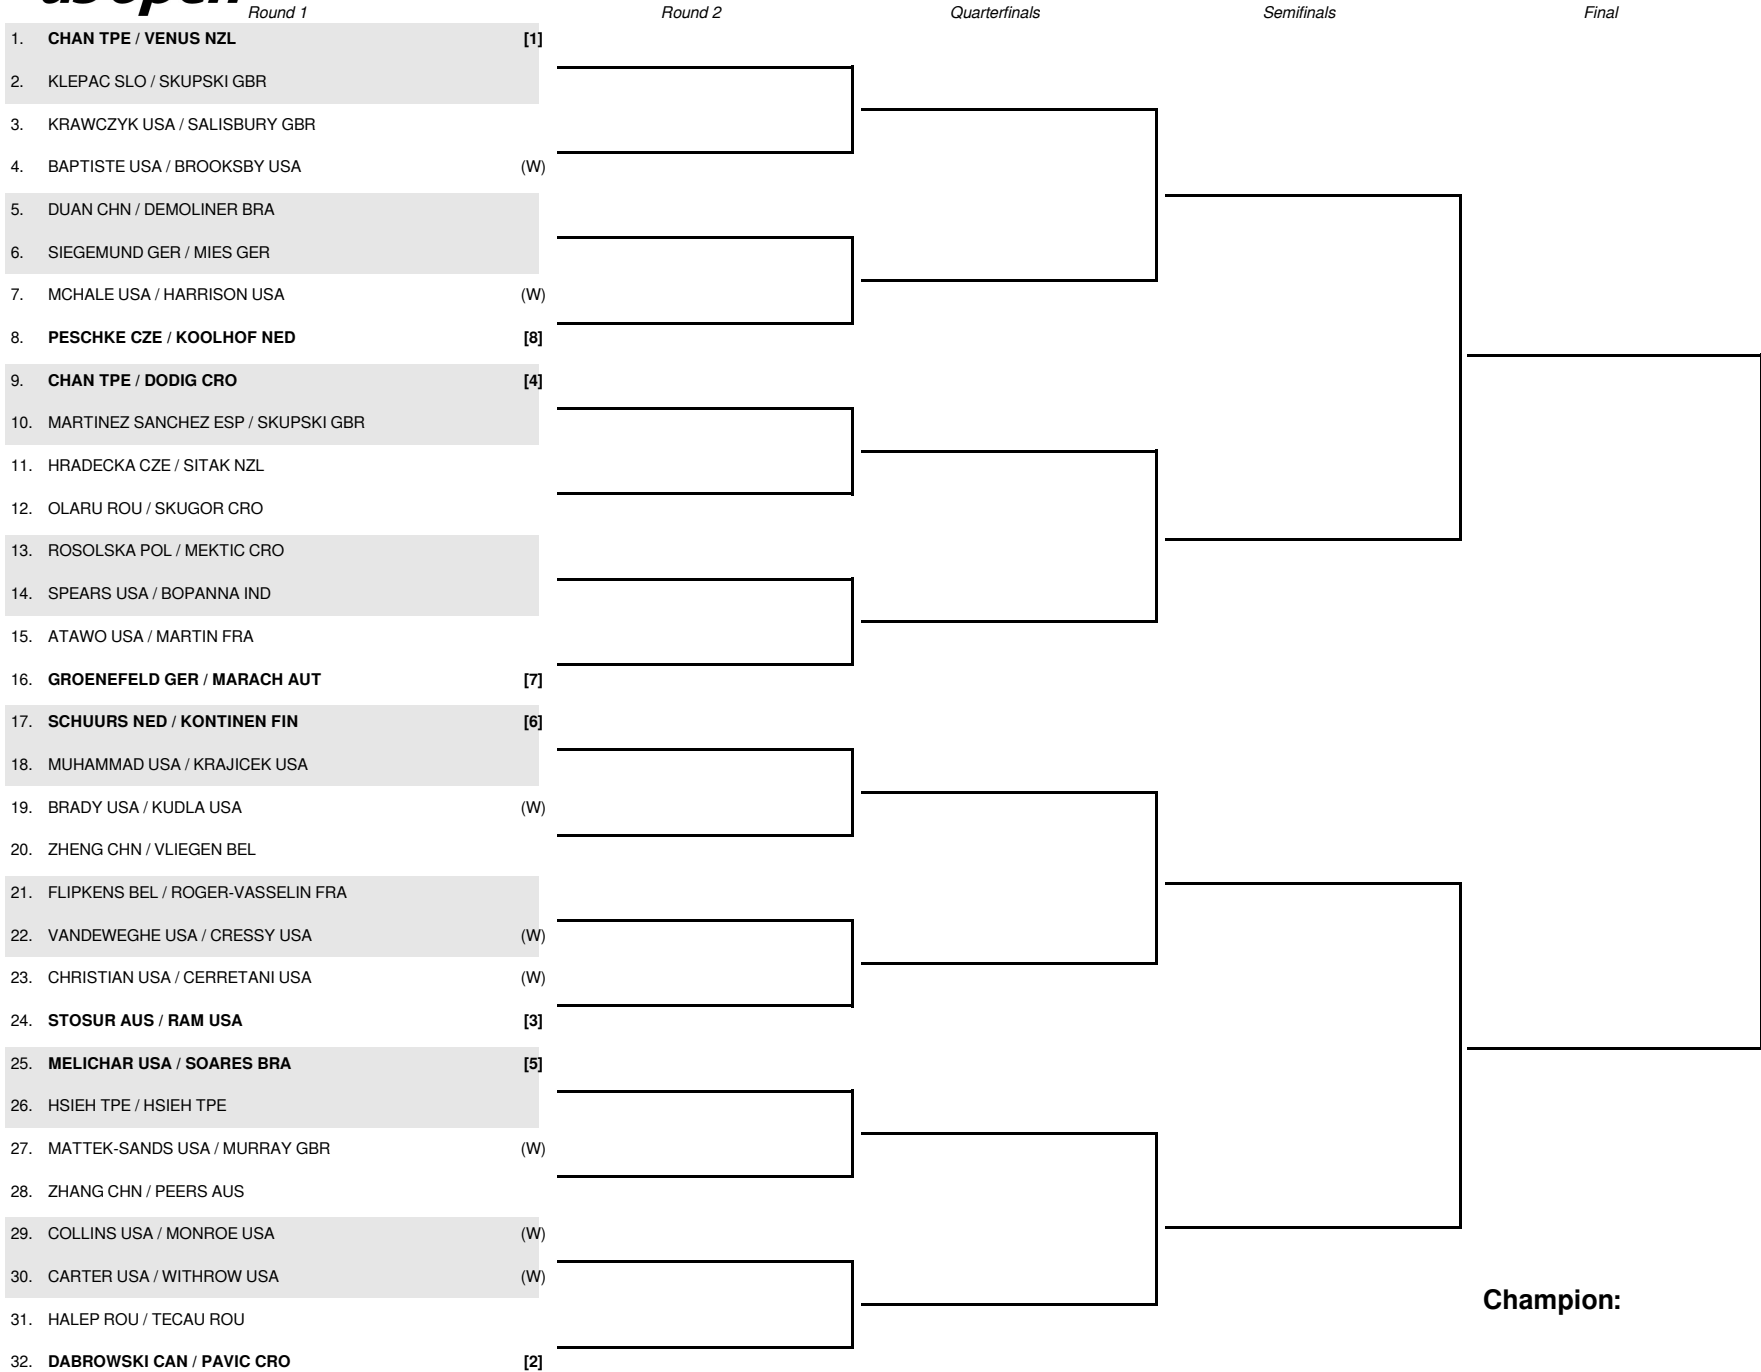 us open
Round 1 Round 2 Quarterfinals Semifinals Final
1. CHAN TPE / VENUS NZL [1]
2. KLEPAC SLO / SKUPSKI GBR
3. KRAWCZYK USA / SALISBURY GBR
4. BAPTISTE USA / BROOKSBY USA (W)
5. DUAN CHN / DEMOLINER BRA
6. SIEGEMUND GER / MIES GER
7. MCHALE USA / HARRISON USA (W)
8. PESCHKE CZE / KOOLHOF NED [8]
9. CHAN TPE / DODIG CRO [4]
10. MARTINEZ SANCHEZ ESP / SKUPSKI GBR
11. HRADECKA CZE / SITAK NZL
12. OLARU ROU / SKUGOR CRO
13. ROSOLSKA POL / MEKTIC CRO
14. SPEARS USA / BOPANNA IND
15. ATAWO USA / MARTIN FRA
16. GROENEFELD GER / MARACH AUT [7]
17. SCHUURS NED / KONTINEN FIN [6]
18. MUHAMMAD USA / KRAJICEK USA
19. BRADY USA / KUDLA USA (W)
20. ZHENG CHN / VLIEGEN BEL
21. FLIPKENS BEL / ROGER-VASSELIN FRA
22. VANDEWEGHE USA / CRESSY USA (W)
23. CHRISTIAN USA / CERRETANI USA (W)
24. STOSUR AUS / RAM USA [3]
25. MELICHAR USA / SOARES BRA [5]
26. HSIEH TPE / HSIEH TPE
27. MATTEK-SANDS USA / MURRAY GBR (W)
28. ZHANG CHN / PEERS AUS
29. COLLINS USA / MONROE USA (W)
30. CARTER USA / WITHROW USA (W)
Champion:
31. HALEP ROU / TECAU ROU
32. DABROWSKI CAN / PAVIC CRO [2]